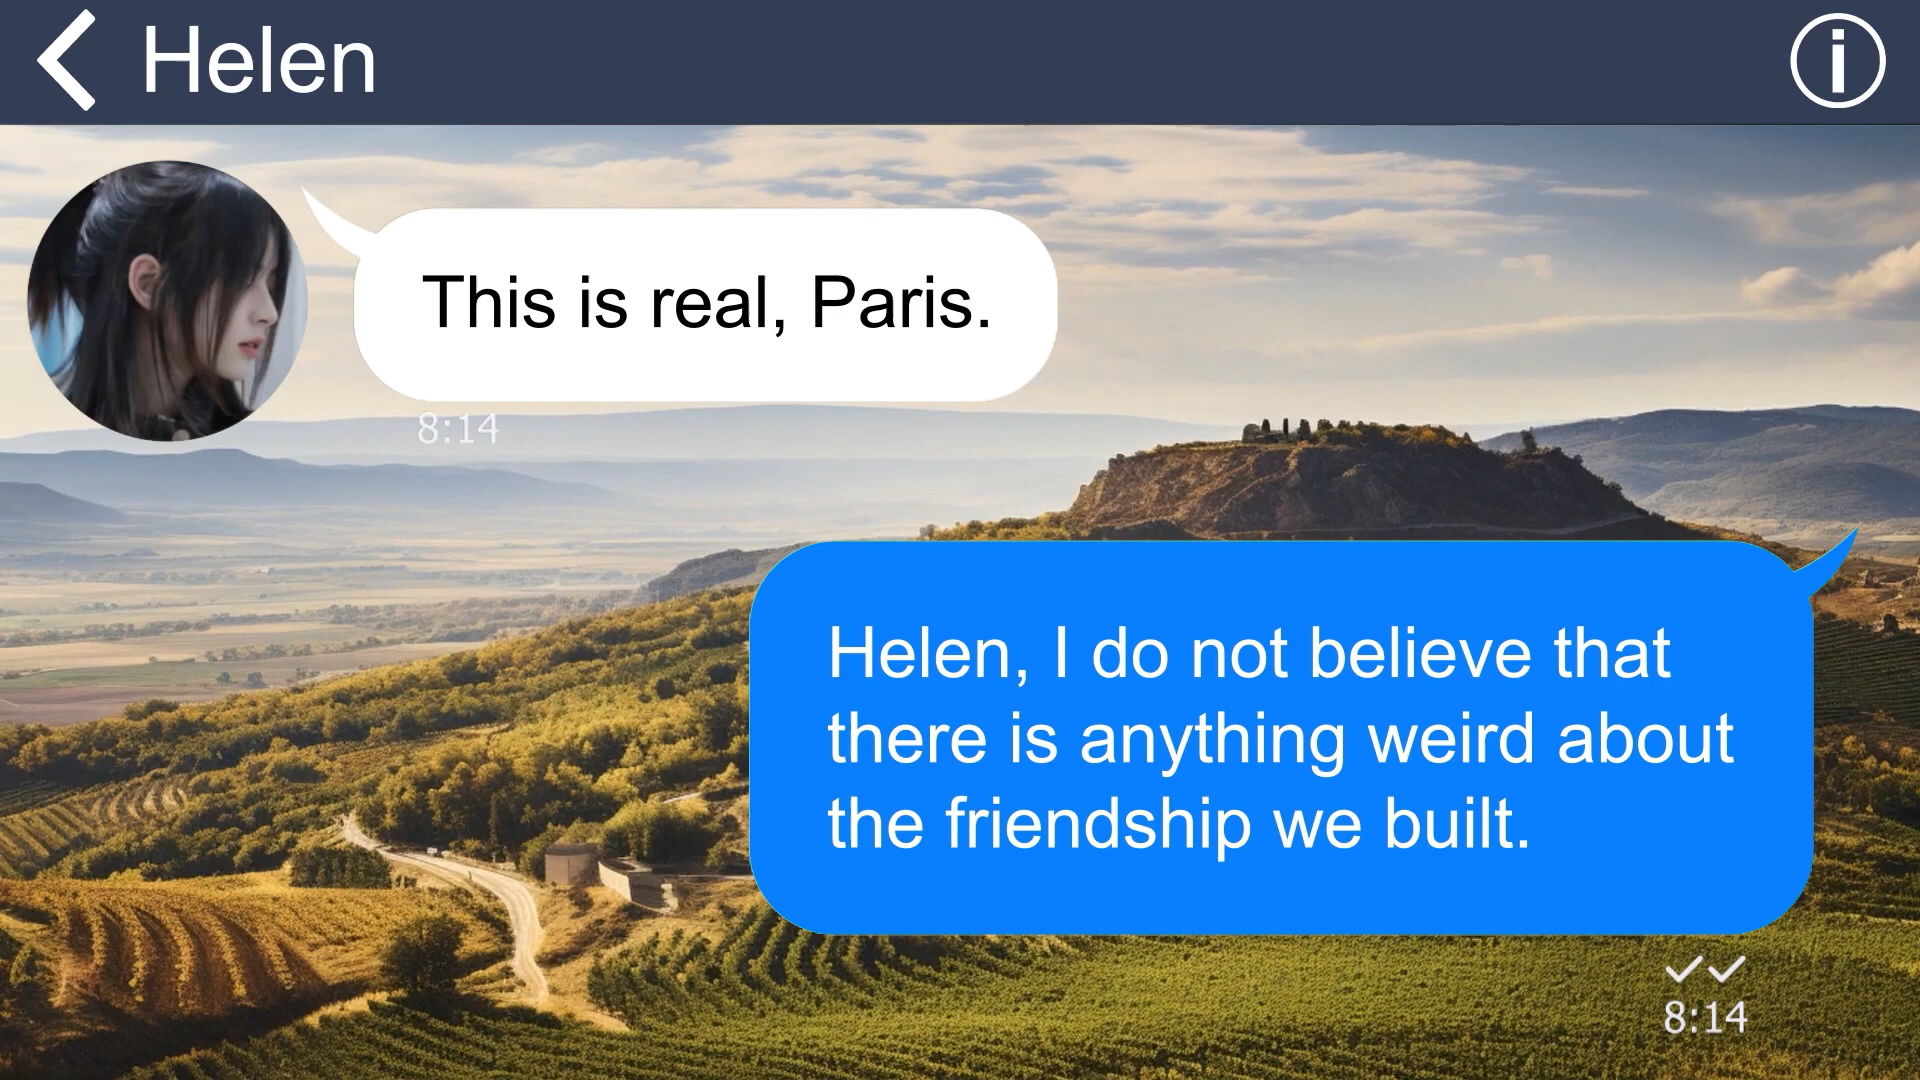 Helen
This is real, Paris.
8:14
Helen, I do not believe that
there is anything weird about
the friendship we built.
8:14